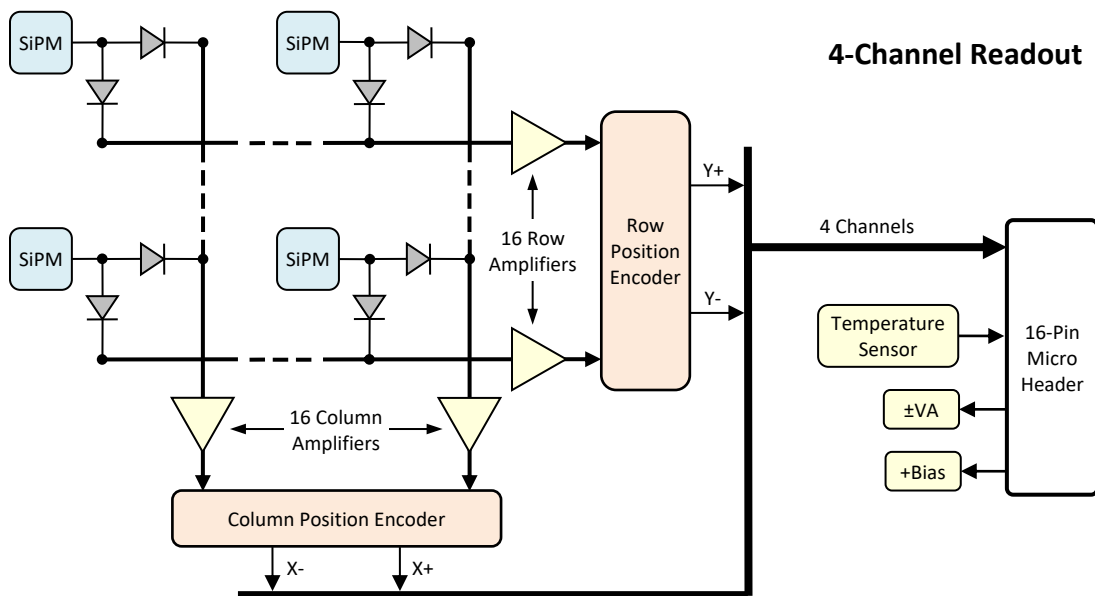 SiPM
SiPM
4-Channel Readout
Y+
16 Row
Amplifiers
Row
Position
Encoder
4 Channels
SiPM
SiPM
Y-
Temperature
Sensor
16-Pin
Micro
Header
±VA
16 Column
Amplifiers
+Bias
Column Position Encoder
X-
X+